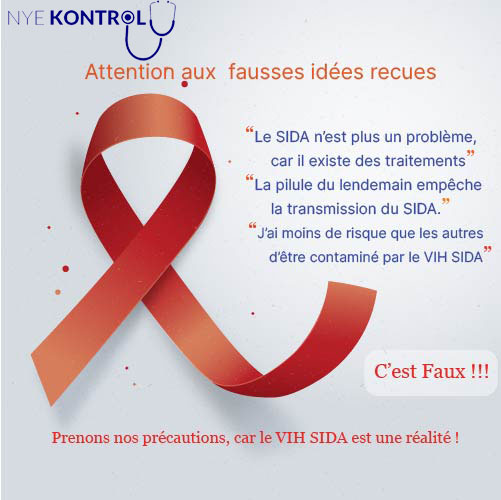 NYE KONTROL
Attention aux fausses idées recues
“Le SIDA n’est plus un problème,
car il existe des traitements”
“La pilule du lendemain empêche
la transmission du SIDA.”
“J’ai moins de risque que les autres
d’être contaminé par le VIH SIDA”
C’est Faux !!!
Prenons nos précautions, car le VIH SIDA est une réalité !